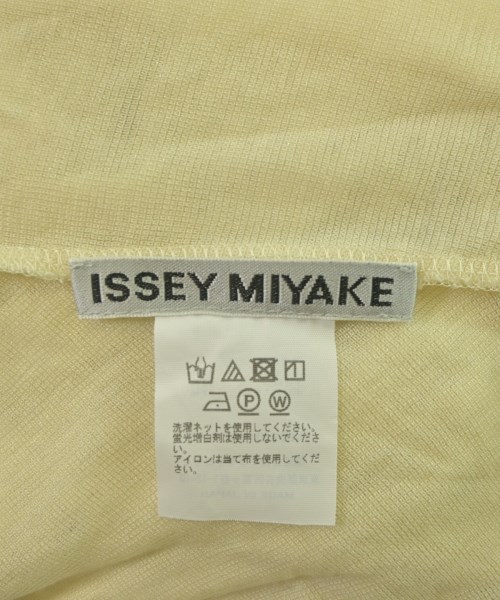 ISSEY MIYAKE
P W
洗濯ネットを使用してください。
蛍光増白剤は使用しないでくださ
い。
アイロンは当て布を使用してくだ
さい。